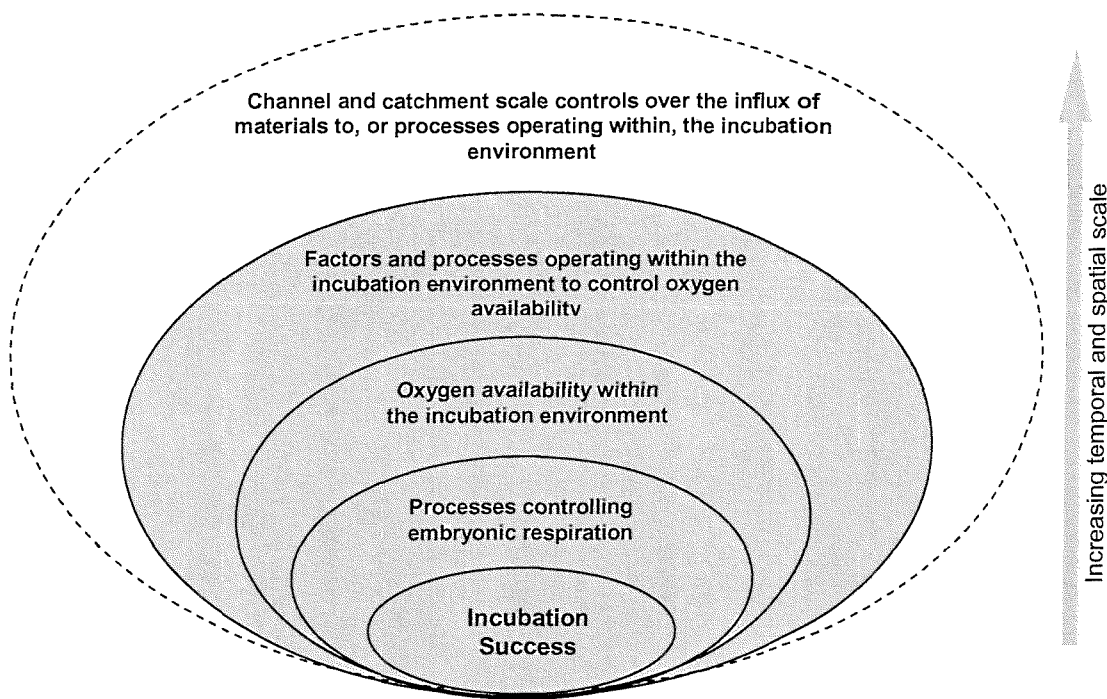 Channel and catchment scale controls over the influx of
materials to, or processes operating within, the incubation
environment
Factors and processes operating within the
incubation environment to control oxygen
availability
Oxygen availability within
the incubation environment
Processes controlling
embryonic respiration
Incubation
Success
Increasing temporal and spatial scale